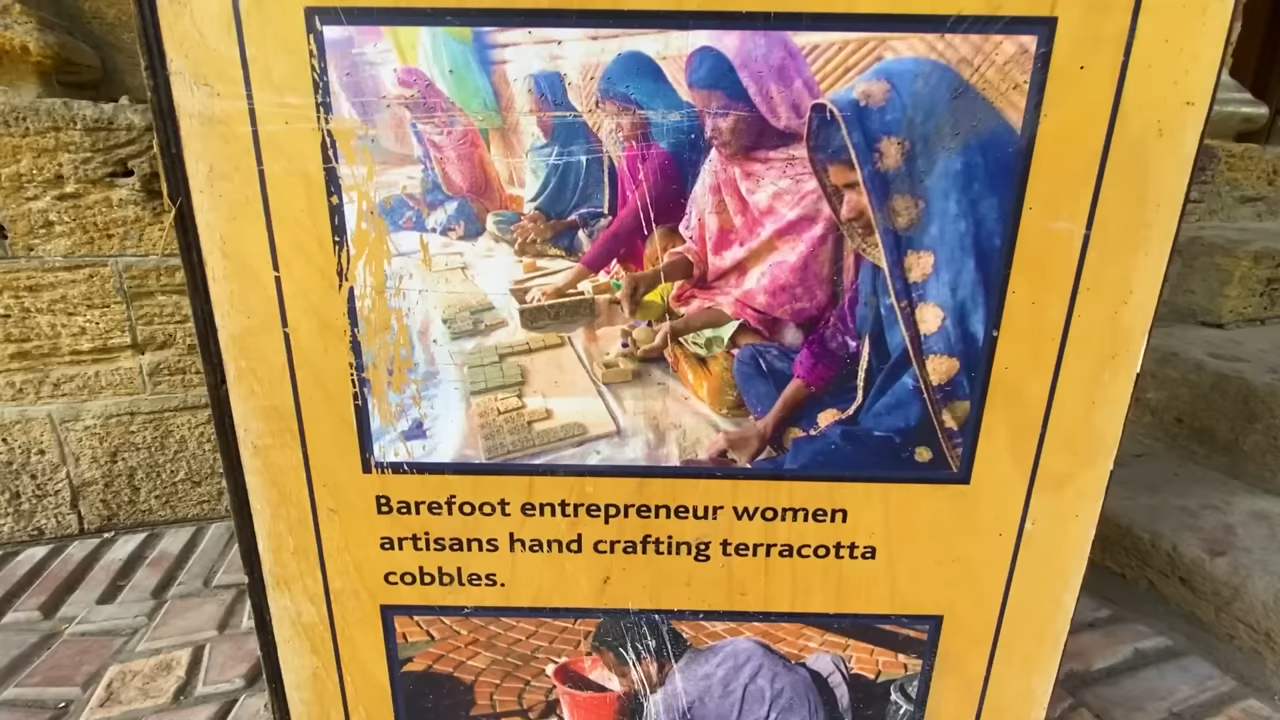 Barefoot entrepreneur women
artisans hand crafting terracotta
cobbles.